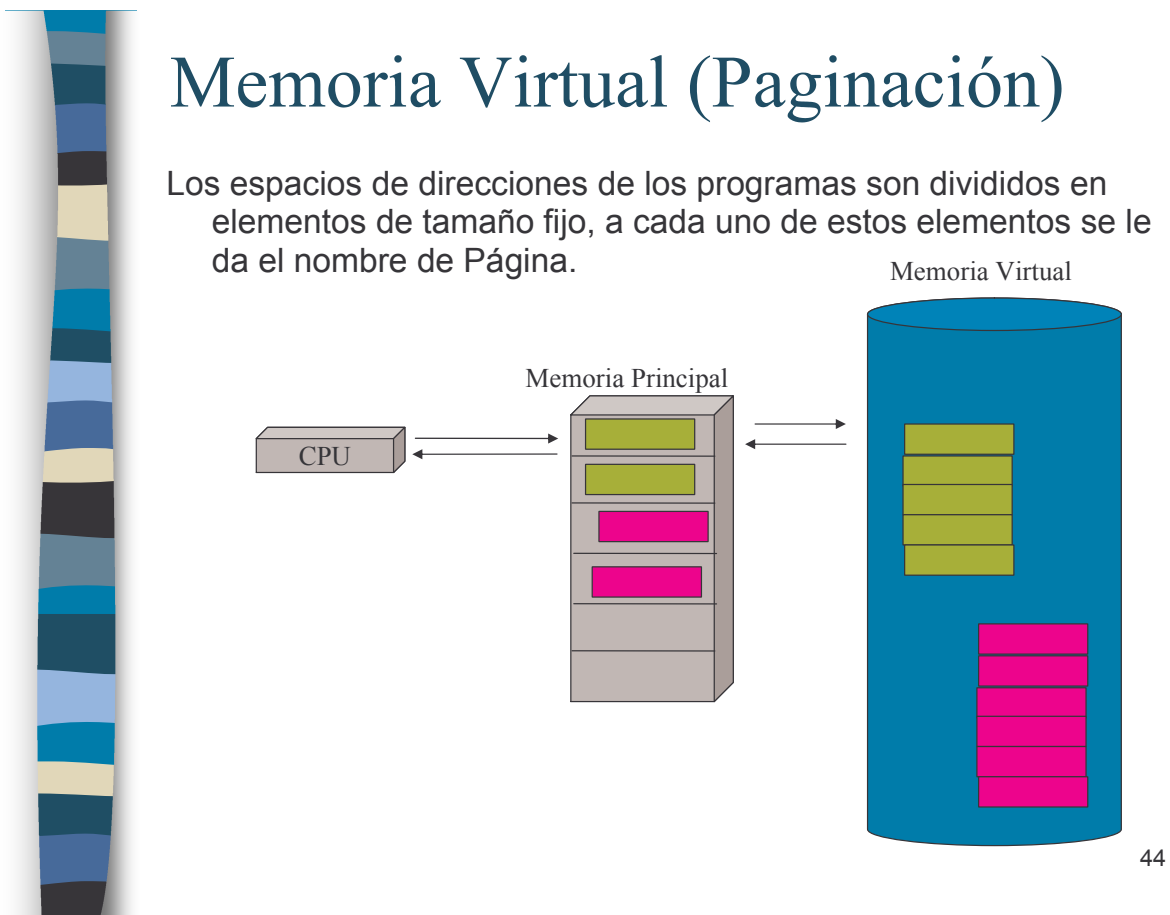 Memoria Virtual (Paginación)
Los espacios de direcciones de los programas son divididos en
elementos de tamaño fijo, a cada uno de estos elementos se le
da el nombre de Página.
Memoria Virtual
Memoria Principal
CPU
44